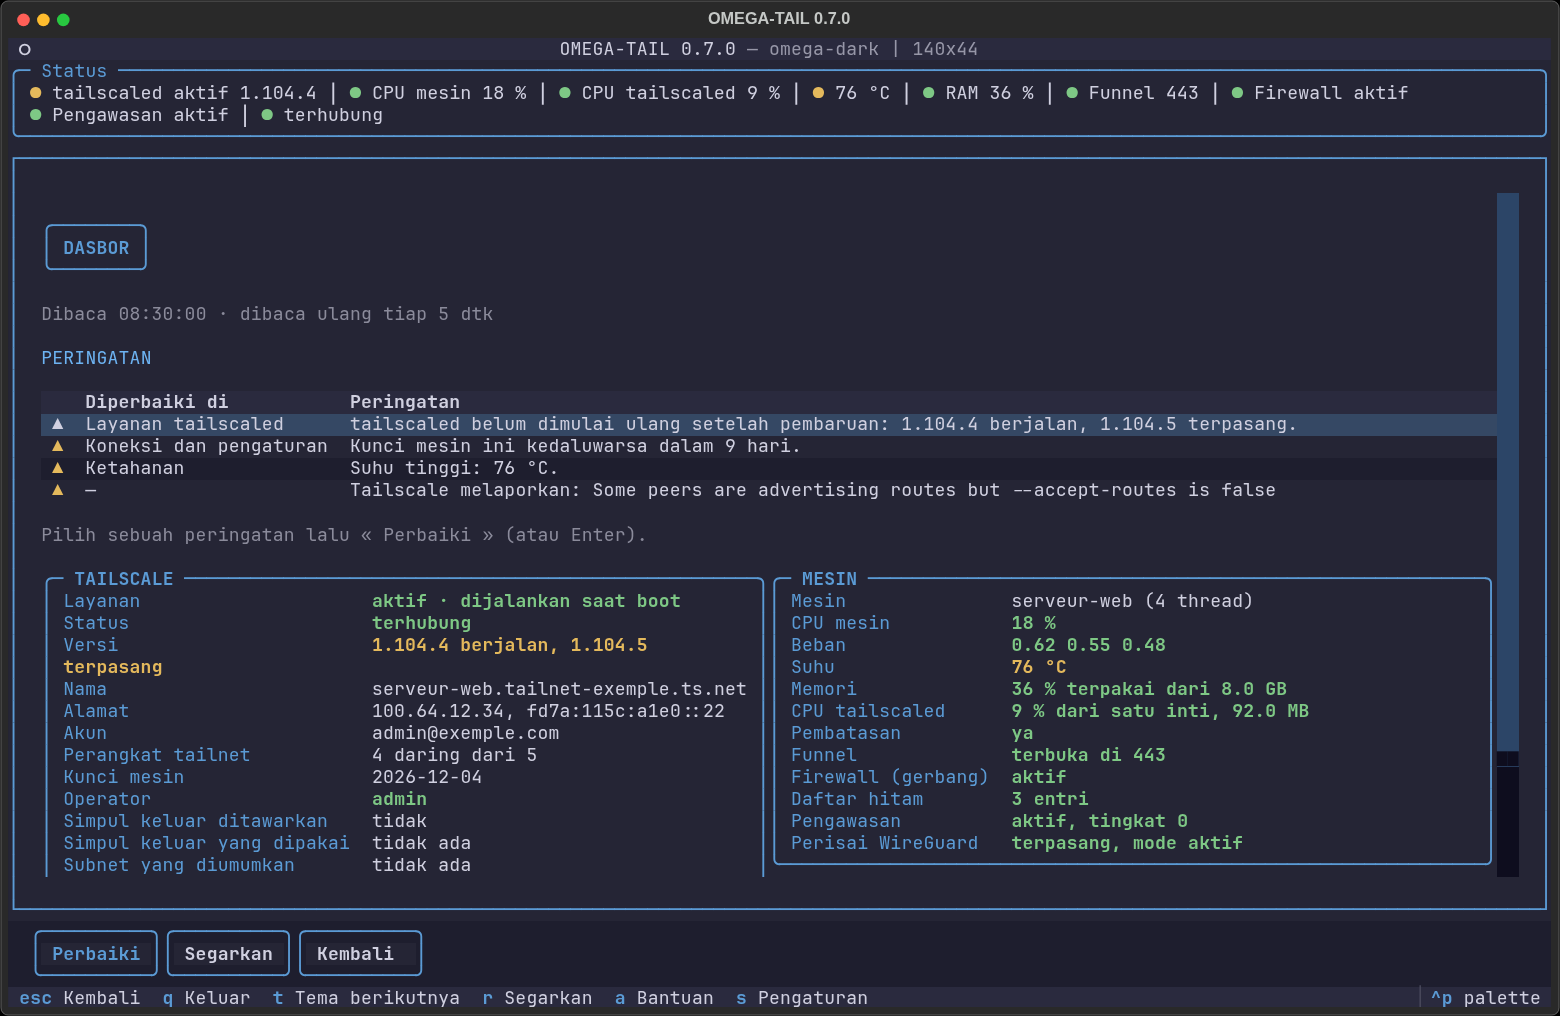 OMEGA-TAIL 0.7.0
OMEGA-TAIL 0.7.0 — omega-dark | 140x44
Status
tailscaled aktif 1.104.4 │ ● CPU mesin 18 % │ ● CPU tailscaled 9 % │ ● 76 °C │ ● RAM 36 % │ ● Funnel 443 │ ● Firewall aktif
Pengawasan aktif │ ● terhubung
DASBOR
Dibaca 08:30:00 · dibaca ulang tiap 5 dtk
PERINGATAN
Diperbaiki di Peringatan
▲ Layanan tailscaled tailscaled belum dimulai ulang setelah pembaruan: 1.104.4 berjalan, 1.104.5 terpasang.
▲ Koneksi dan pengaturan Kunci mesin ini kedaluwarsa dalam 9 hari.
▲ Ketahanan Suhu tinggi: 76 °C.
▲ — Tailscale melaporkan: Some peers are advertising routes but --accept-routes is false
Pilih sebuah peringatan lalu « Perbaiki » (atau Enter).
TAILSCALE
Layanan aktif · dijalankan saat boot
Status terhubung
Versi 1.104.4 berjalan, 1.104.5
terpasang
Nama serveur-web.tailnet-exemple.ts.net
Alamat 100.64.12.34, fd7a:115c:a1e0::22
Akun admin@exemple.com
Perangkat tailnet 4 daring dari 5
Kunci mesin 2026-12-04
Operator admin
Simpul keluar ditawarkan tidak
Simpul keluar yang dipakai tidak ada
Subnet yang diumumkan tidak ada
MESIN
Mesin serveur-web (4 thread)
CPU mesin 18 %
Beban 0.62 0.55 0.48
Suhu 76 °C
Memori 36 % terpakai dari 8.0 GB
CPU tailscaled 9 % dari satu inti, 92.0 MB
Pembatasan ya
Funnel terbuka di 443
Firewall (gerbang) aktif
Daftar hitam 3 entri
Pengawasan aktif, tingkat 0
Perisai WireGuard terpasang, mode aktif
Perbaiki Segarkan Kembali
esc Kembali q Keluar t Tema berikutnya r Segarkan a Bantuan s Pengaturan ^p palette